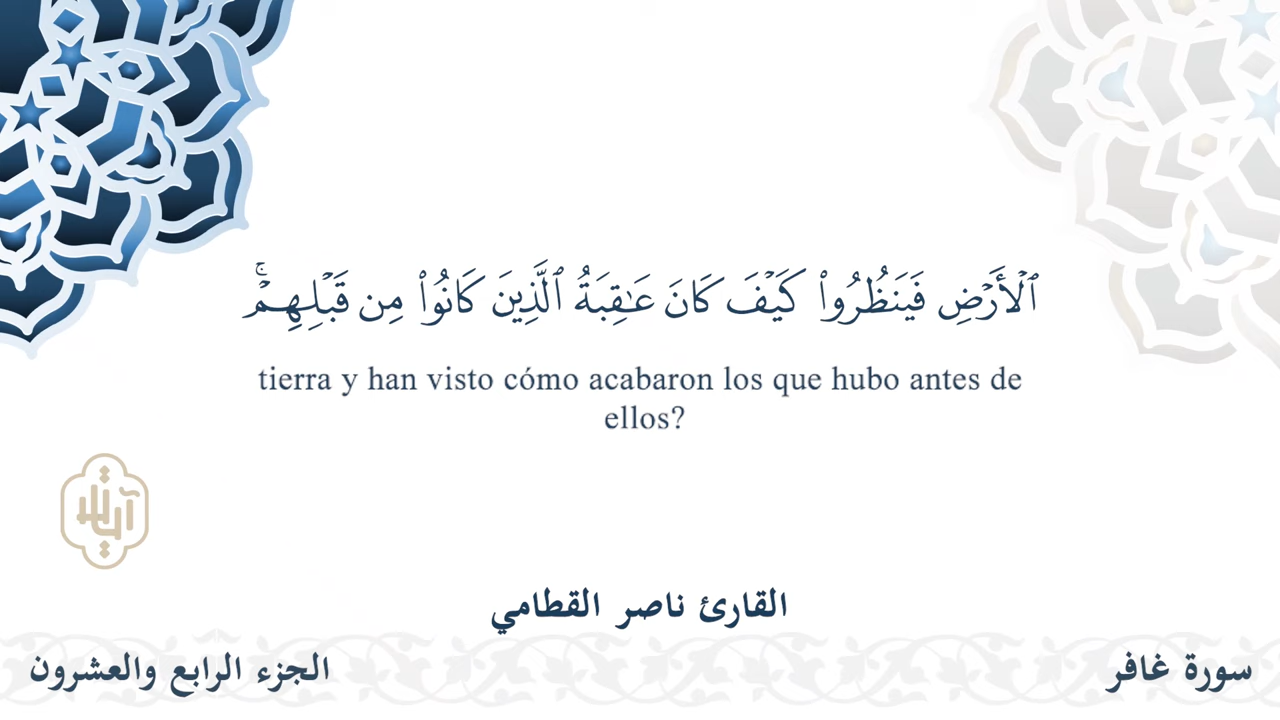 ٱلۡأَرۡضِ فَيَنظُرُواْ كَيۡفَ كَانَ عَٰقِبَةُ ٱلَّذِينَ كَانُواْ مِن قَبۡلِهِمۡۚ
tierra y han visto cómo acabaron los que hubo antes de
ellos?
القارئ ناصر القطامي
سورة غافر
الجزء الرابع والعشرون